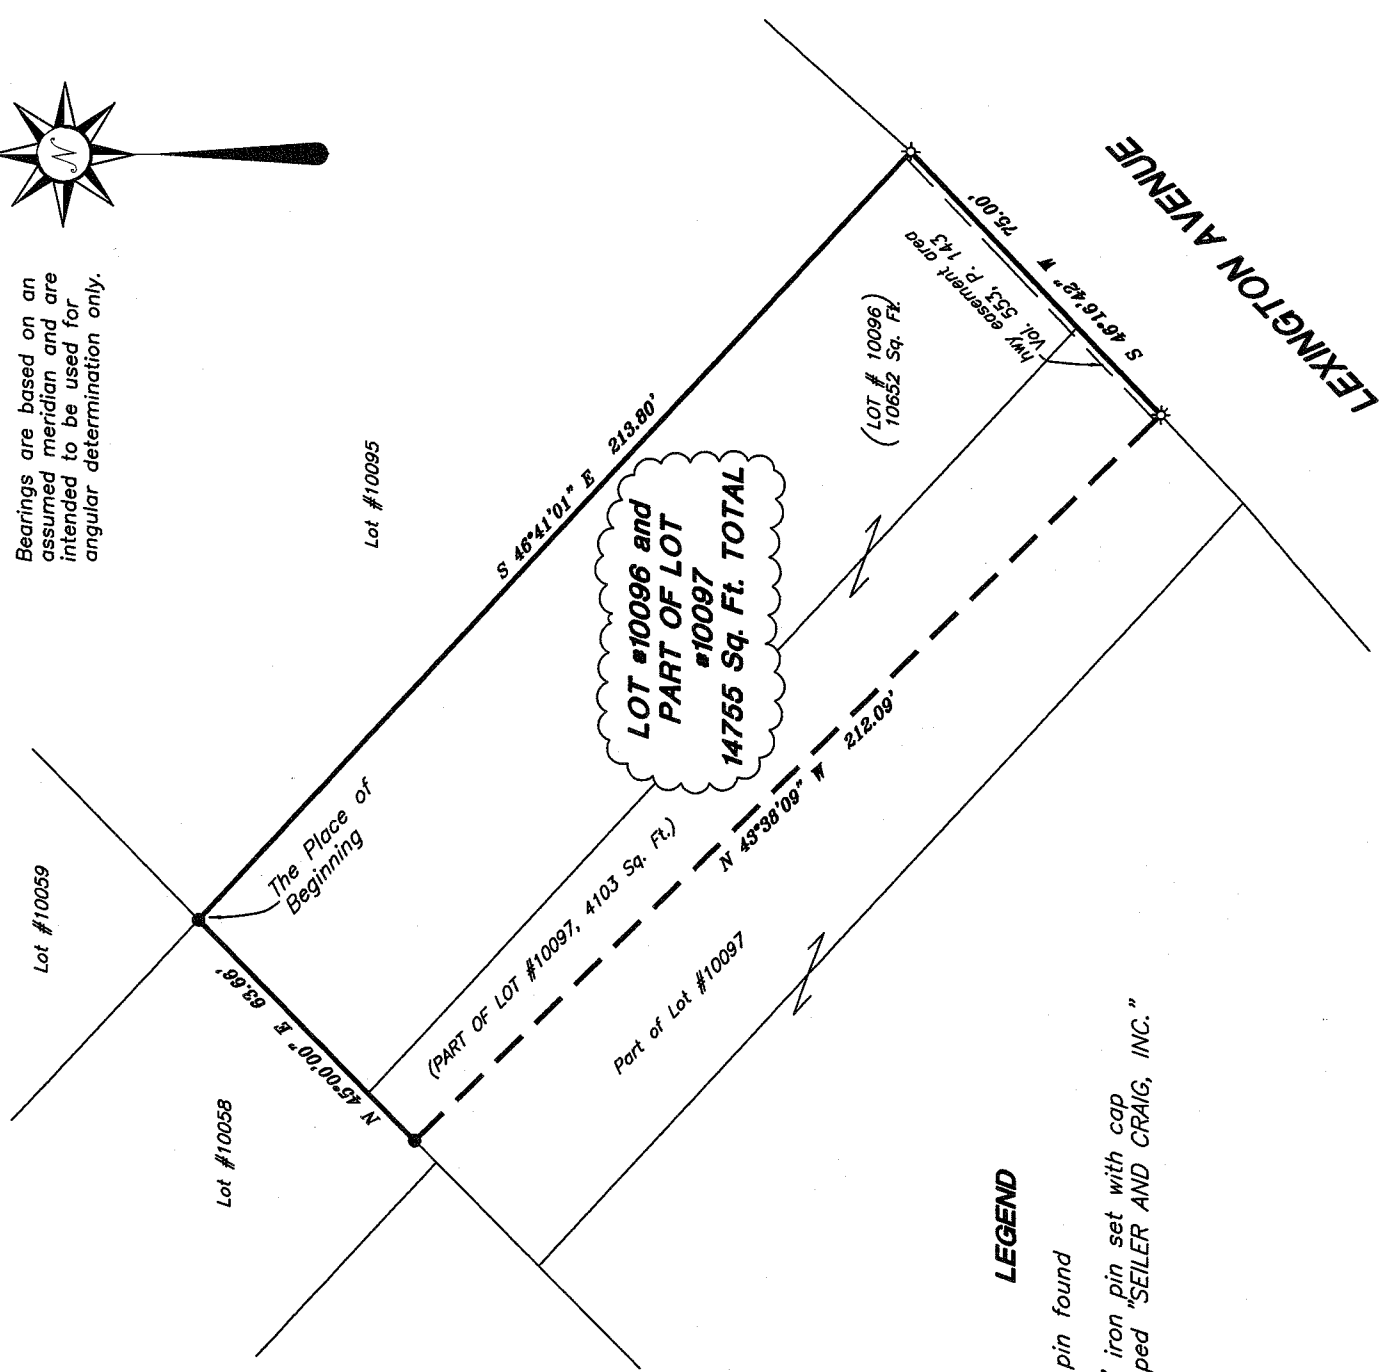 N
Bearings are based on an
assumed meridian and are
intended to be used for
angular determination only.
Lot #10059
Lot #10095
The Place of
Beginning
S 46°41'01" E 213.80'
Lot #10058
N 45°00'00" E 63.66'
LOT #10096 and
PART OF LOT
#10097
14755 Sq. Ft. TOTAL
(LOT # 10096)
10652 Sq. Ft.
hwy easement area
Vol. 553, P. 143
75.00'
S 46°16'42" W
LEXINGTON AVENUE
(PART OF LOT #10097, 4103 Sq. Ft.)
N 43°38'09" W 212.09'
Part of Lot #10097
LEGEND
pin found
iron pin set with cap
ped "SEILER AND CRAIG, INC."